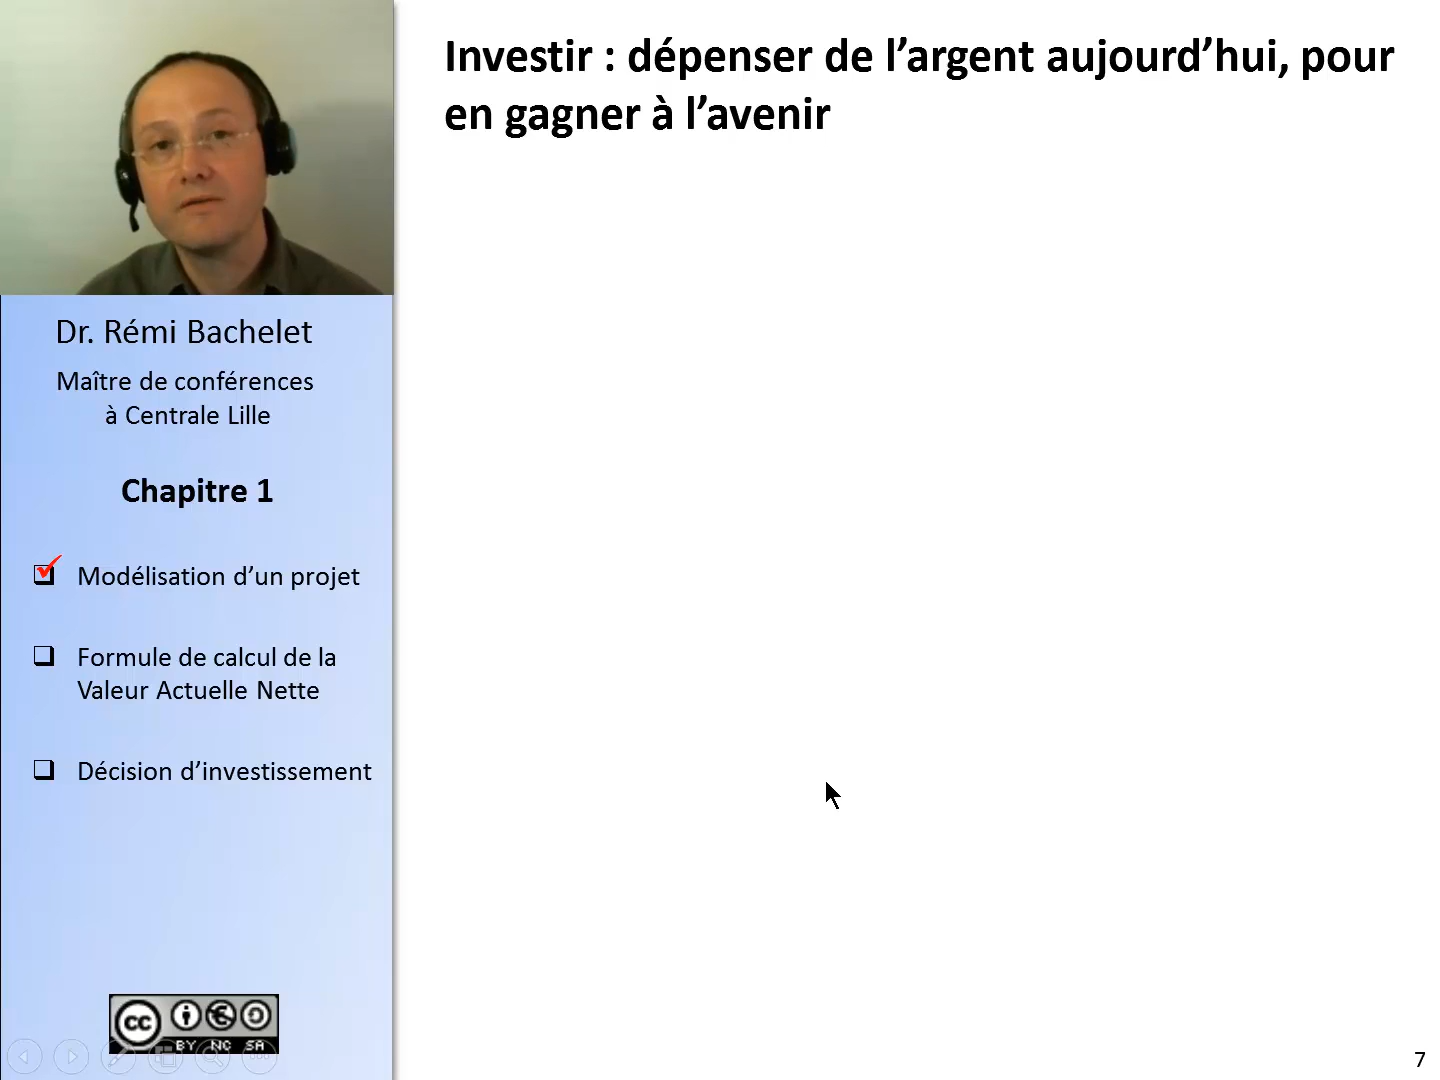 Investir : dépenser de l’argent aujourd’hui, pour
en gagner à l’avenir
Dr. Rémi Bachelet
Maître de conférences
à Centrale Lille
Chapitre 1
Modélisation d’un projet
Formule de calcul de la
Valeur Actuelle Nette
Décision d’investissement
cc
BY NC SA
7